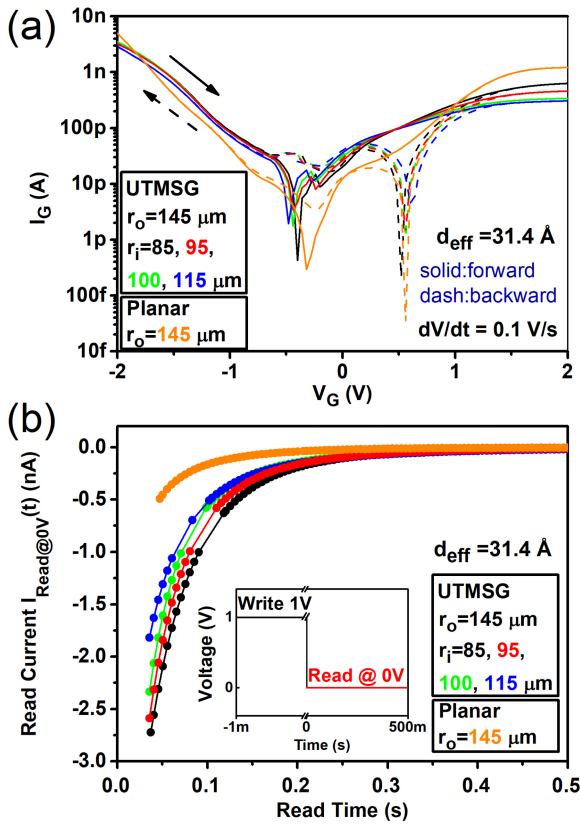 (a)
10n
1n
100p
10p
1p
100f
10f
I_G (A)
UTMSG
r_o=145 μm
r_i=85, 95,
100, 115 μm
Planar
r_o=145 μm
d_eff =31.4 Å
solid:forward
dash:backward
dV/dt = 0.1 V/s
-2 -1 0 1 2
V_G (V)
(b)
0.0
-0.5
-1.0
-1.5
-2.0
-2.5
-3.0
Read Current I_Read@0V(t) (nA)
d_eff =31.4 Å
UTMSG
r_o=145 μm
r_i=85, 95,
100, 115 μm
Planar
r_o=145 μm
Write 1V
Read @ 0V
1
0
Voltage (V)
-1m 0 500m
Time (s)
0.0 0.1 0.2 0.3 0.4 0.5
Read Time (s)